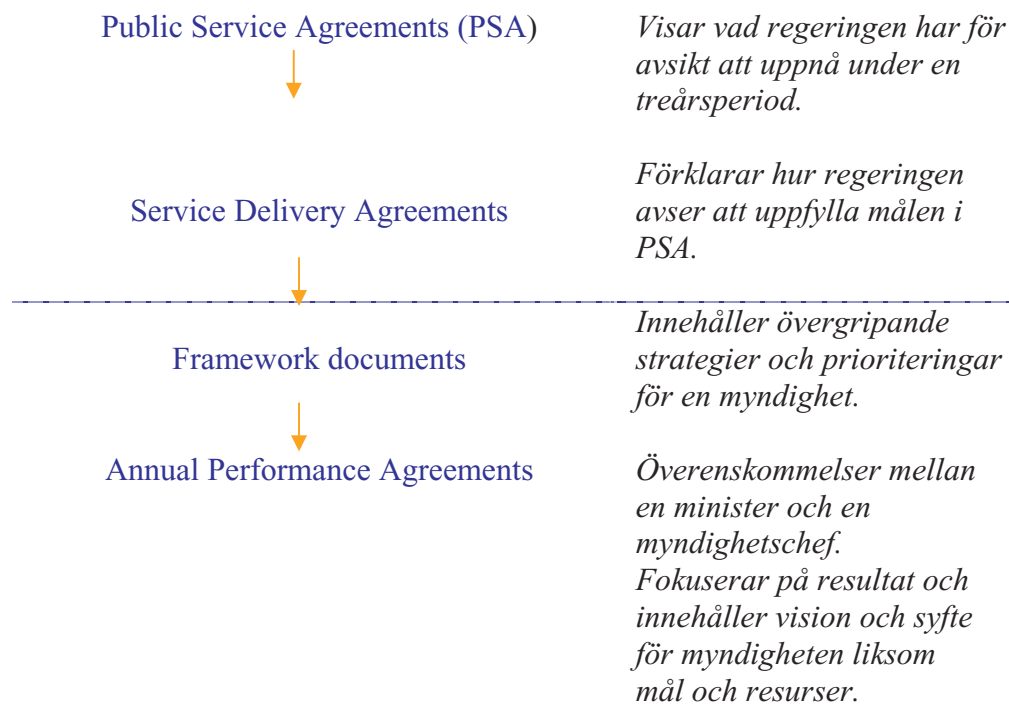 Public Service Agreements (PSA)
Visar vad regeringen har för
avsikt att uppnå under en
treårsperiod.
Service Delivery Agreements
Förklarar hur regeringen
avser att uppfylla målen i
PSA.
Framework documents
Innehåller övergripande
strategier och prioriteringar
för en myndighet.
Annual Performance Agreements
Överenskommelser mellan
en minister och en
myndighetschef.
Fokuserar på resultat och
innehåller vision och syfte
för myndigheten liksom
mål och resurser.